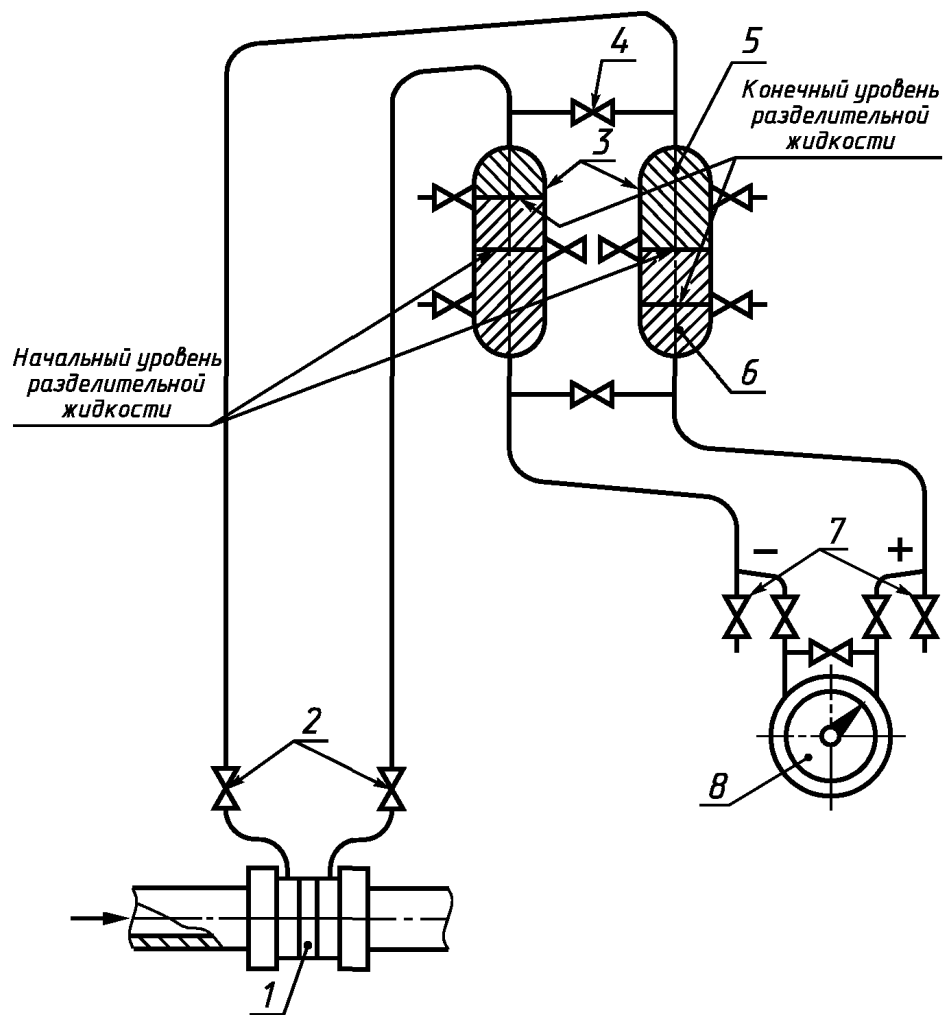 4
5
Конечный уровень
разделительной
жидкости
3
Начальный уровень
разделительной
жидкости
6
7
−
+
2
8
1